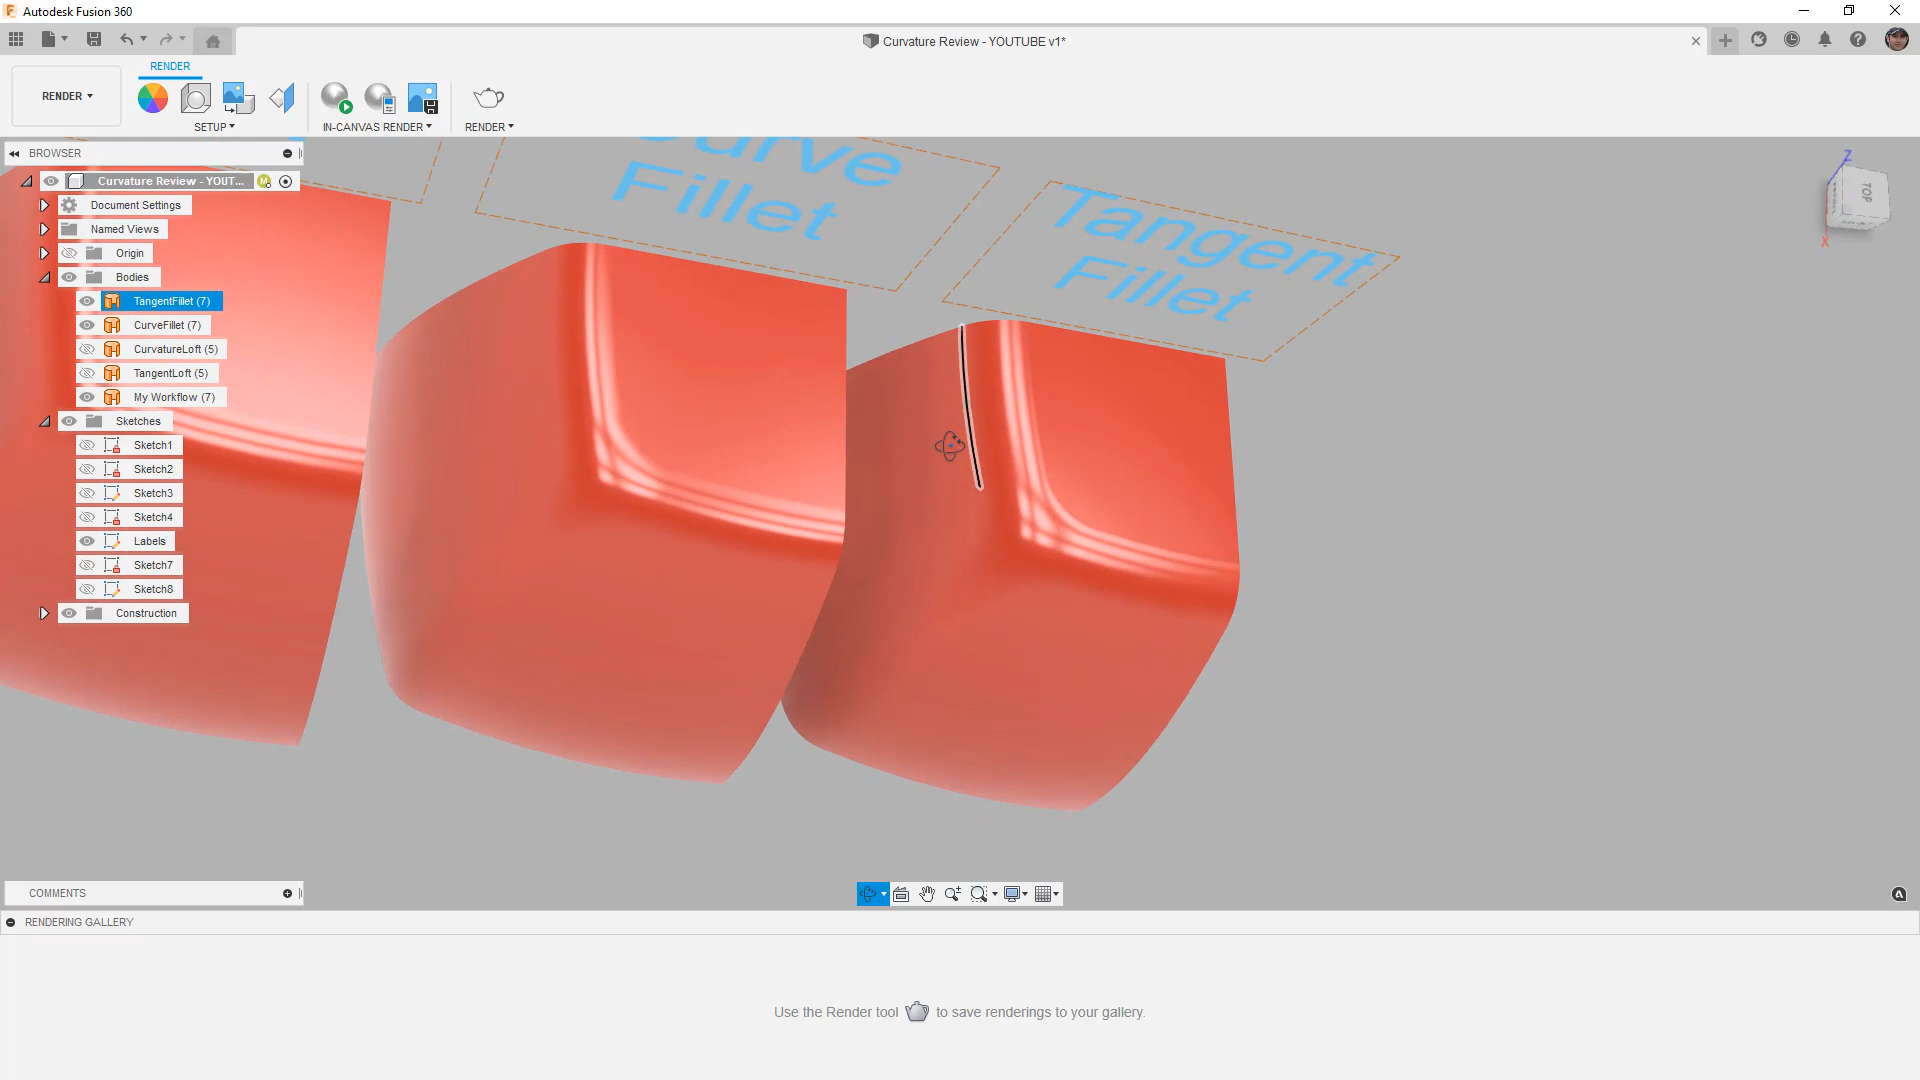 Autodesk Fusion 360
Curvature Review - YOUTUBE v1*
RENDER
RENDER
SETUP
IN-CANVAS RENDER
RENDER
BROWSER
Curvature Review - YOUT...
Document Settings
Named Views
Origin
Bodies
TangentFillet (7)
CurveFillet (7)
CurvatureLoft (5)
TangentLoft (5)
My Workflow (7)
Sketches
Sketch1
Sketch2
Sketch3
Sketch4
Labels
Sketch7
Sketch8
Construction
Curve
Fillet
Tangent
Fillet
Z
TOP
X
COMMENTS
RENDERING GALLERY
Use the Render tool to save renderings to your gallery.